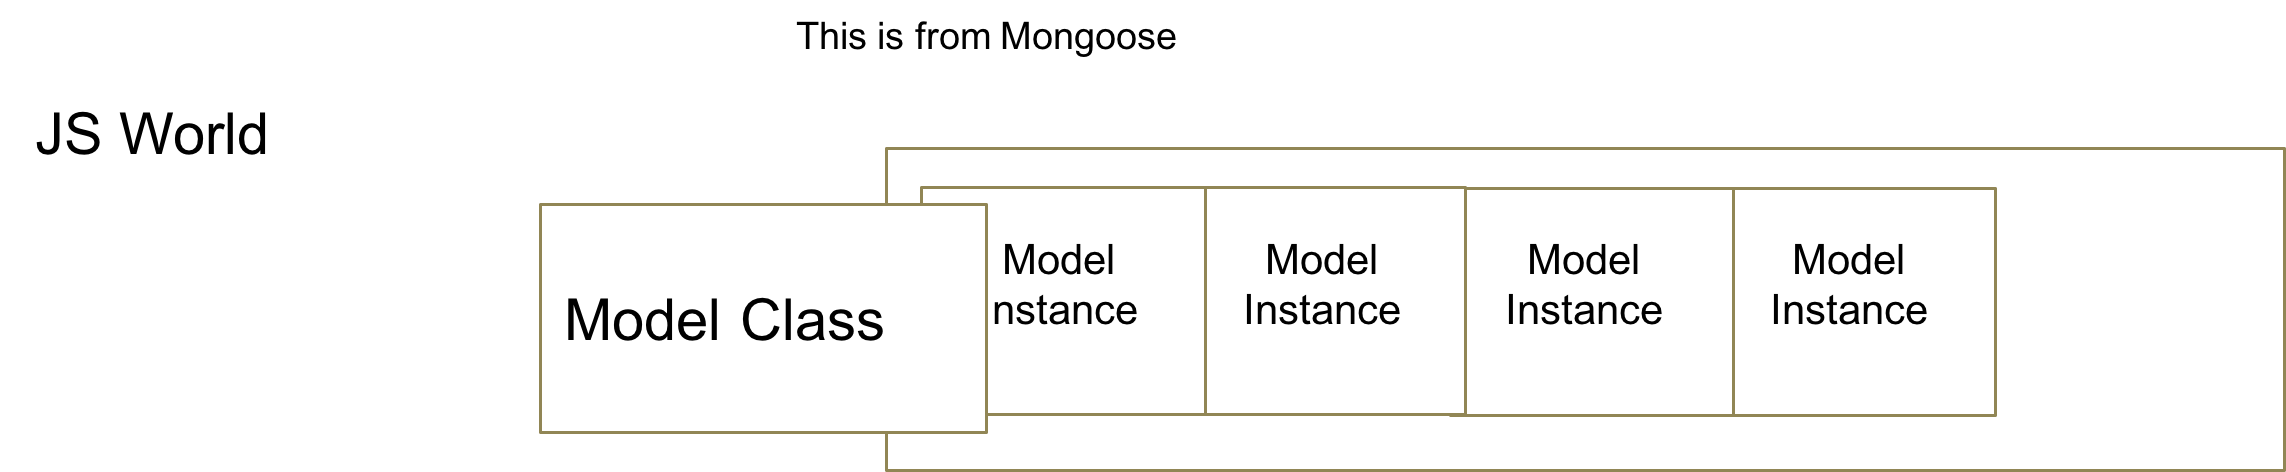 This is from Mongoose
JS World
Model Class
Model
nstance
Model
Instance
Model
Instance
Model
Instance